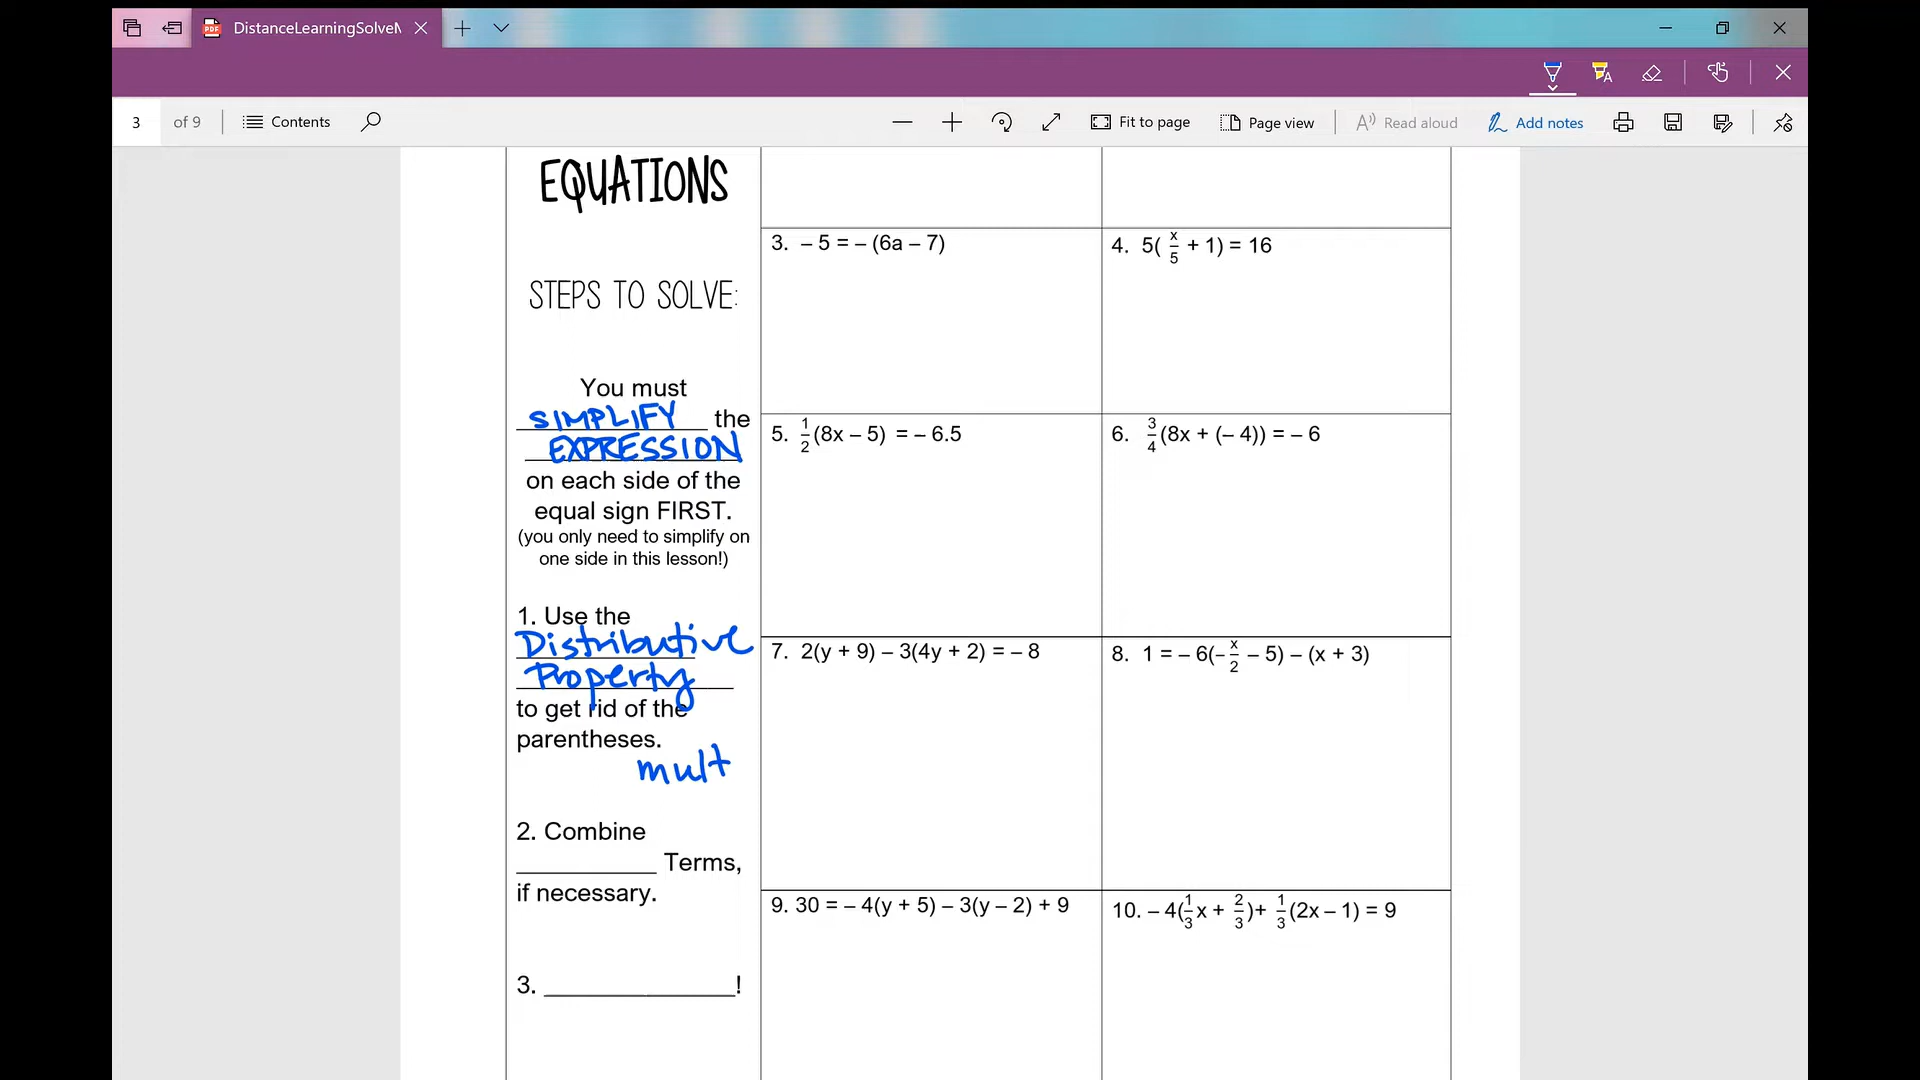 DistanceLearningSolveM
3 of 9 Contents Fit to page Page view Read aloud Add notes
EQUATIONS
STEPS TO SOLVE:
You must
SIMPLIFY the
EXPRESSION
on each side of the
equal sign FIRST.
(you only need to simplify on
one side in this lesson!)
1. Use the
Distributive
Property
to get rid of the
parentheses.
mult
2. Combine
___________ Terms,
if necessary.
3. _______________!
3. – 5 = – (6a – 7)
4. 5( x/5 + 1) = 16
5. 1/2(8x – 5) = – 6.5
6. 3/4(8x + (– 4)) = – 6
7. 2(y + 9) – 3(4y + 2) = – 8
8. 1 = – 6(– x/2 – 5) – (x + 3)
9. 30 = – 4(y + 5) – 3(y – 2) + 9
10. – 4(1/3x + 2/3)+ 1/3(2x – 1) = 9